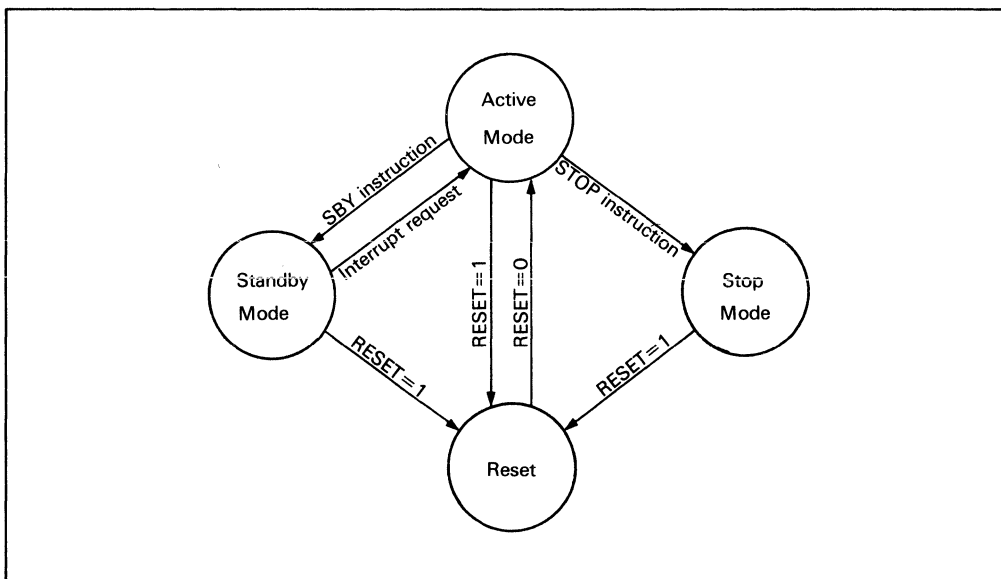 Active
Mode
SBY instruction
Interrupt request
STOP instruction
Standby
Mode
RESET=1
RESET=0
Stop
Mode
RESET=1
RESET=1
Reset